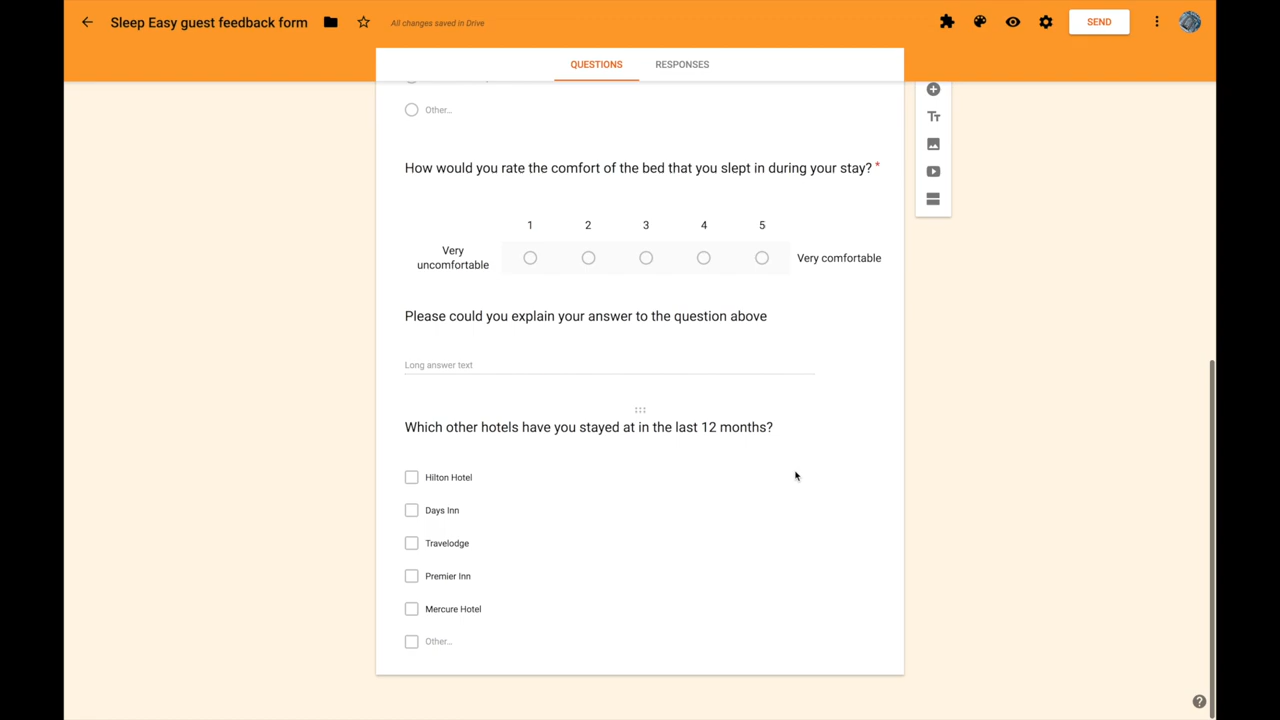 Sleep Easy guest feedback form
All changes saved in Drive
SEND
QUESTIONS
RESPONSES
Other...
Tт
How would you rate the comfort of the bed that you slept in during your stay? *
1 2 3 4 5
Very uncomfortable
Very comfortable
Please could you explain your answer to the question above
Long answer text
Which other hotels have you stayed at in the last 12 months?
Hilton Hotel
Days Inn
Travelodge
Premier Inn
Mercure Hotel
Other...